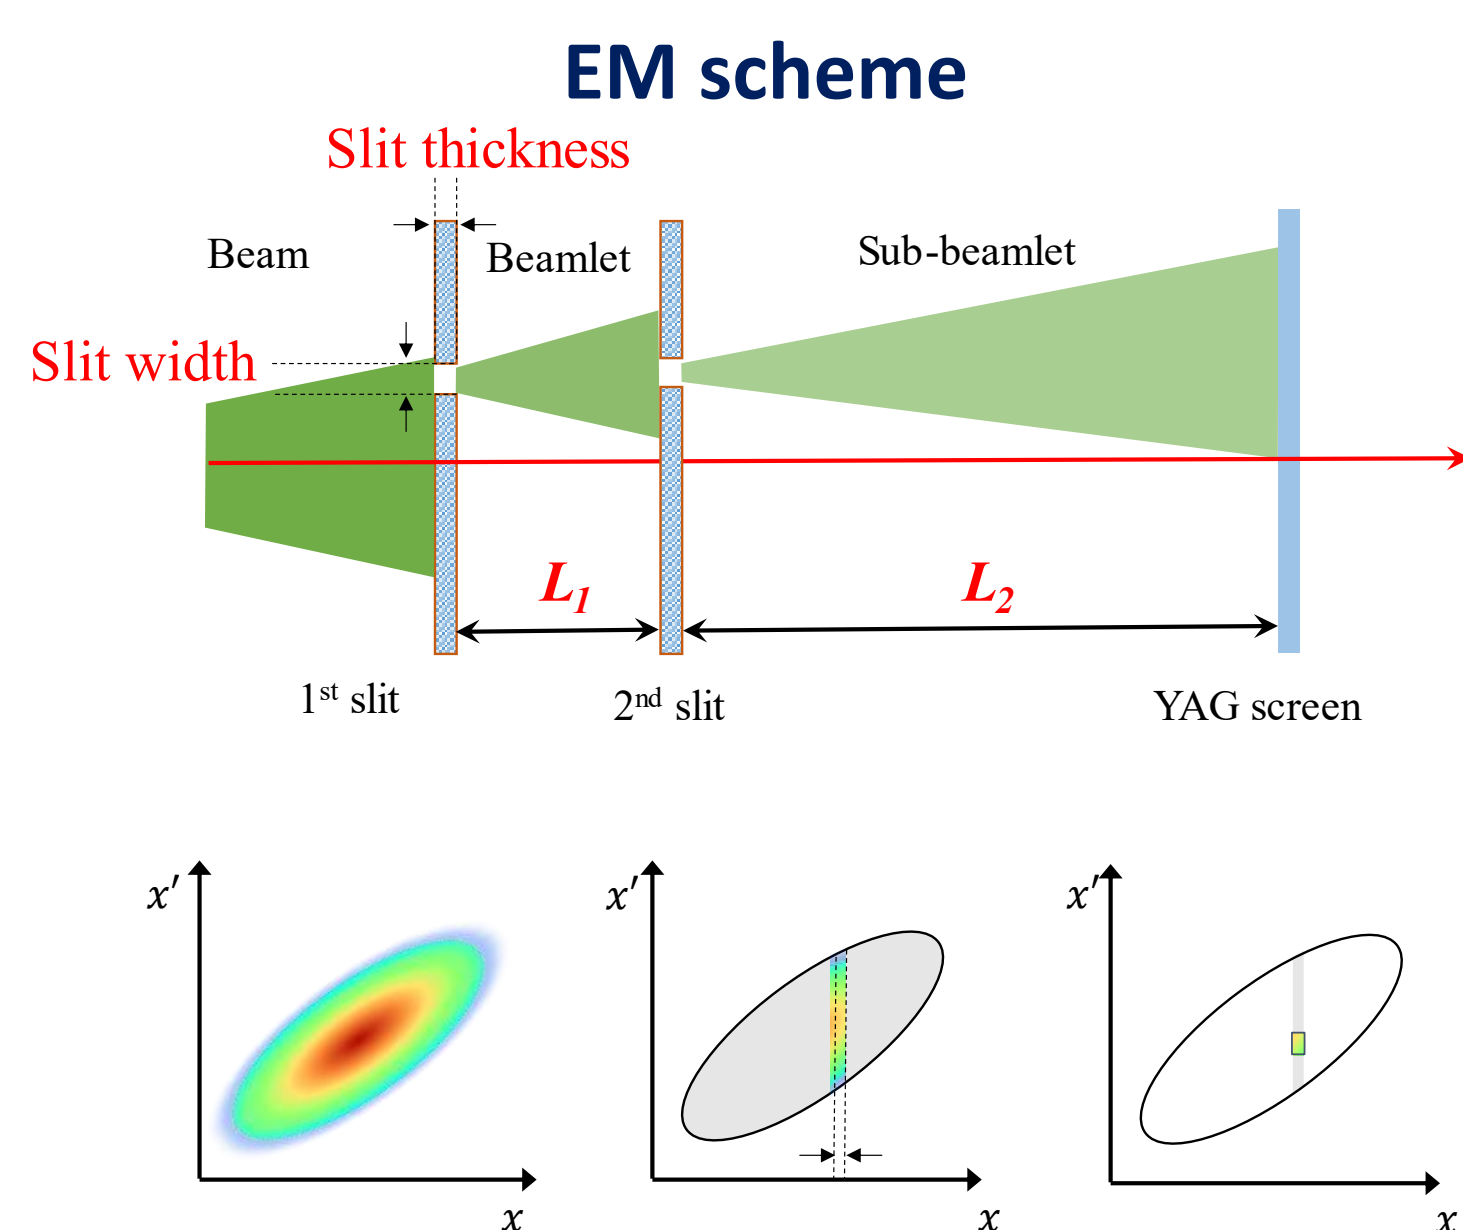 EM scheme
Slit thickness
Beam
Beamlet
Sub-beamlet
Slit width
L₁
L₂
1ˢᵗ slit
2ⁿᵈ slit
YAG screen
x′
x′
x′
x
x
x